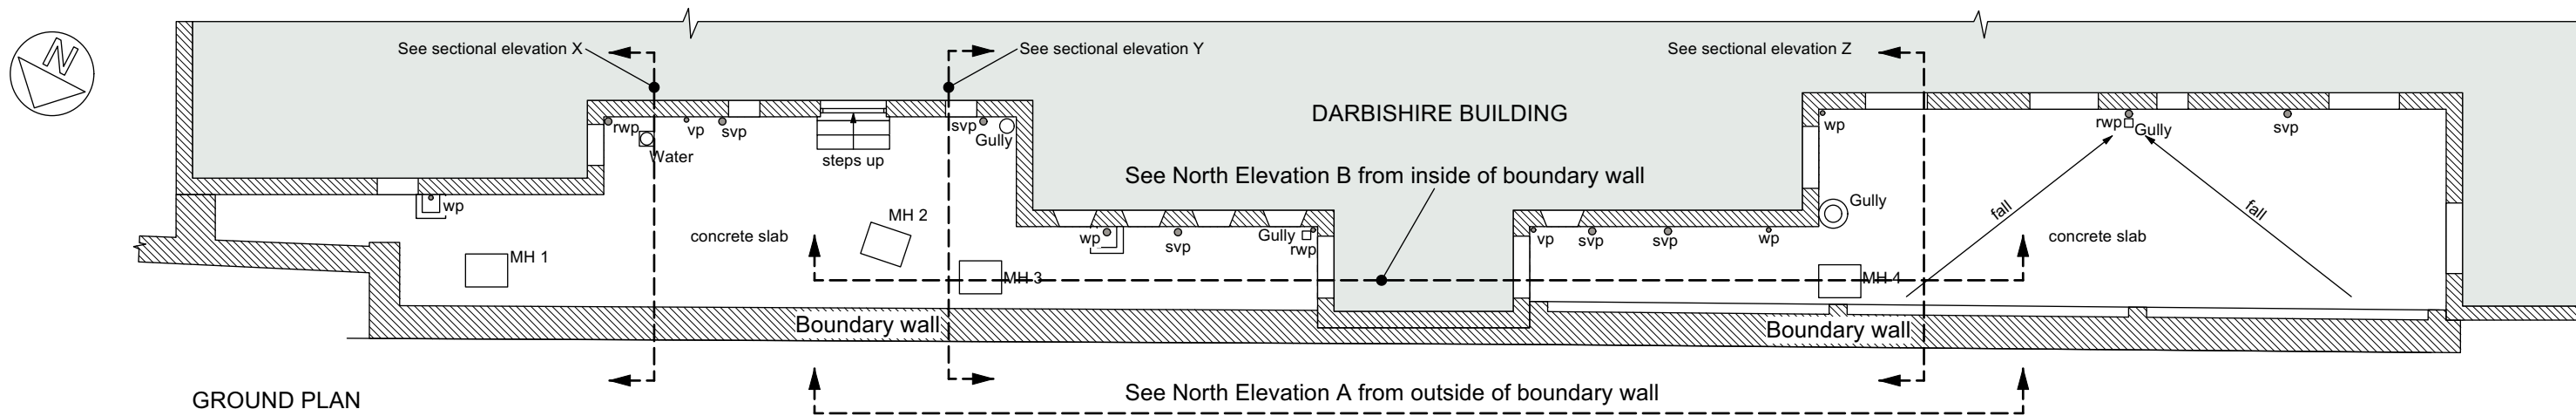 N
See sectional elevation X
See sectional elevation Y
See sectional elevation Z
DARBISHIRE BUILDING
rwp
vp
svp
svp
Gully
Water
steps up
wp
rwp
Gully
svp
See North Elevation B from inside of boundary wall
wp
MH 2
concrete slab
MH 1
MH 3
wp
svp
Gully
rwp
vp
svp
svp
wp
Gully
MH 4
fall
fall
concrete slab
Boundary wall
Boundary wall
GROUND PLAN
See North Elevation A from outside of boundary wall